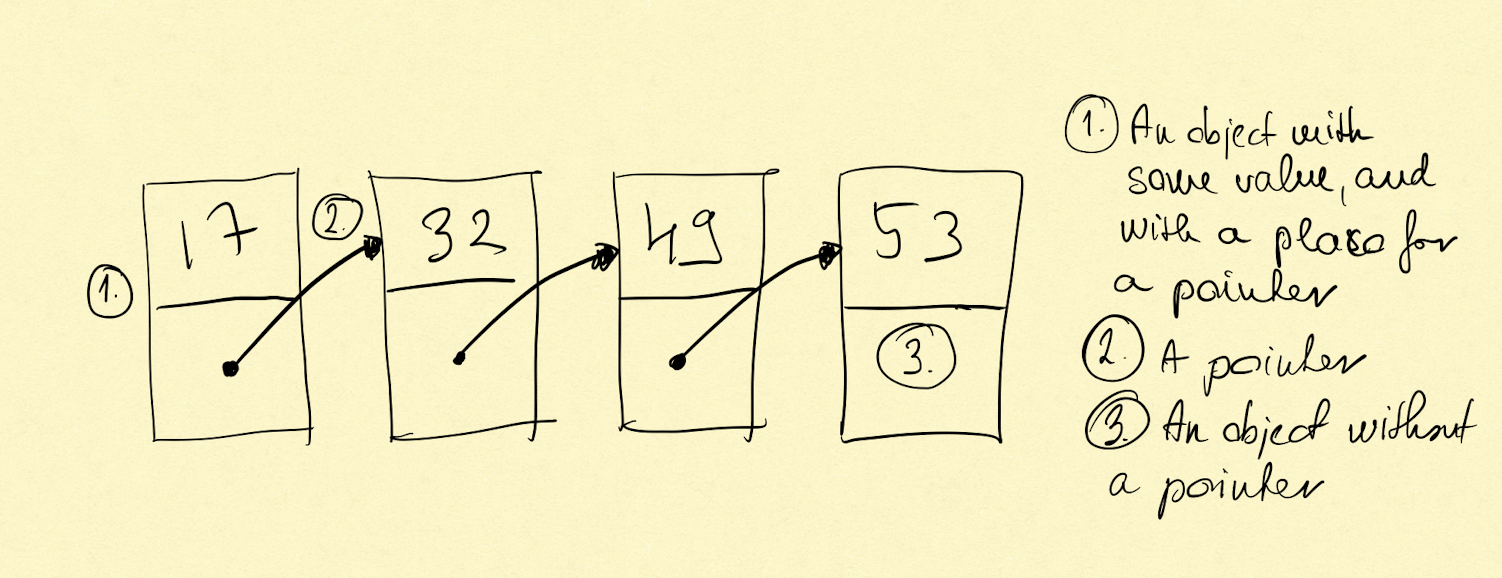 17 2. 32 49 53
1. 3.
1. An object with
some value, and
with a place for
a pointer
2. A pointer
3. An object without
a pointer